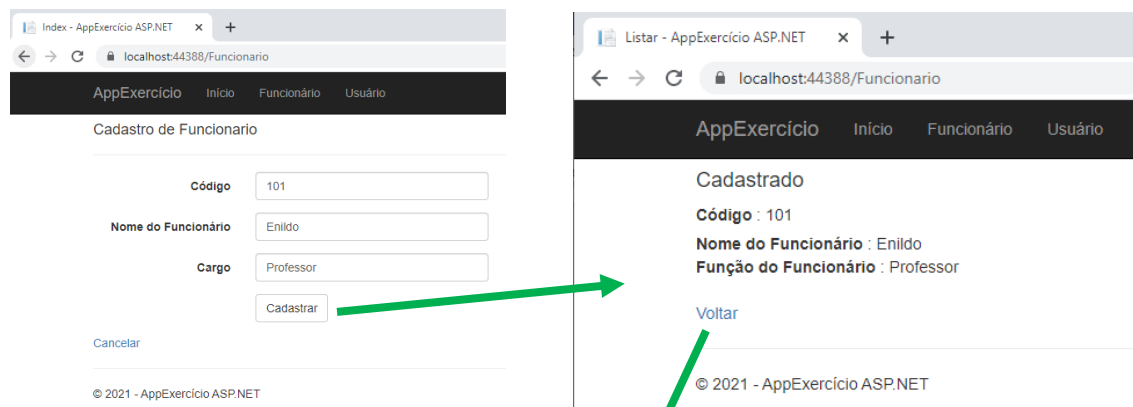 Index - AppExercício ASP.NET
localhost:44388/Funcionario
AppExercício Início Funcionário Usuário
Cadastro de Funcionario
Código 101
Nome do Funcionário Enildo
Cargo Professor
Cadastrar
Cancelar
© 2021 - AppExercício ASP.NET
Listar - AppExercício ASP.NET
localhost:44388/Funcionario
AppExercício Início Funcionário Usuário
Cadastrado
Código : 101
Nome do Funcionário : Enildo
Função do Funcionário : Professor
Voltar
© 2021 - AppExercício ASP.NET